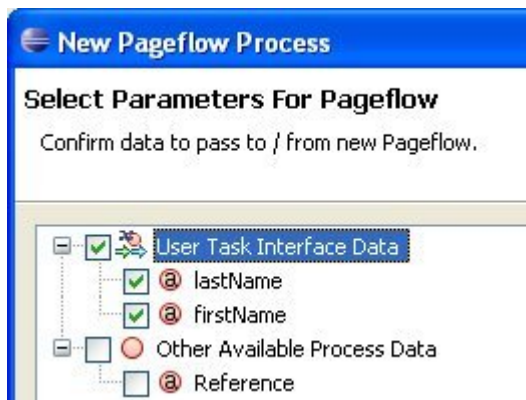 New Pageflow Process
Select Parameters For Pageflow
Confirm data to pass to / from new Pageflow.
User Task Interface Data
lastName
firstName
Other Available Process Data
Reference